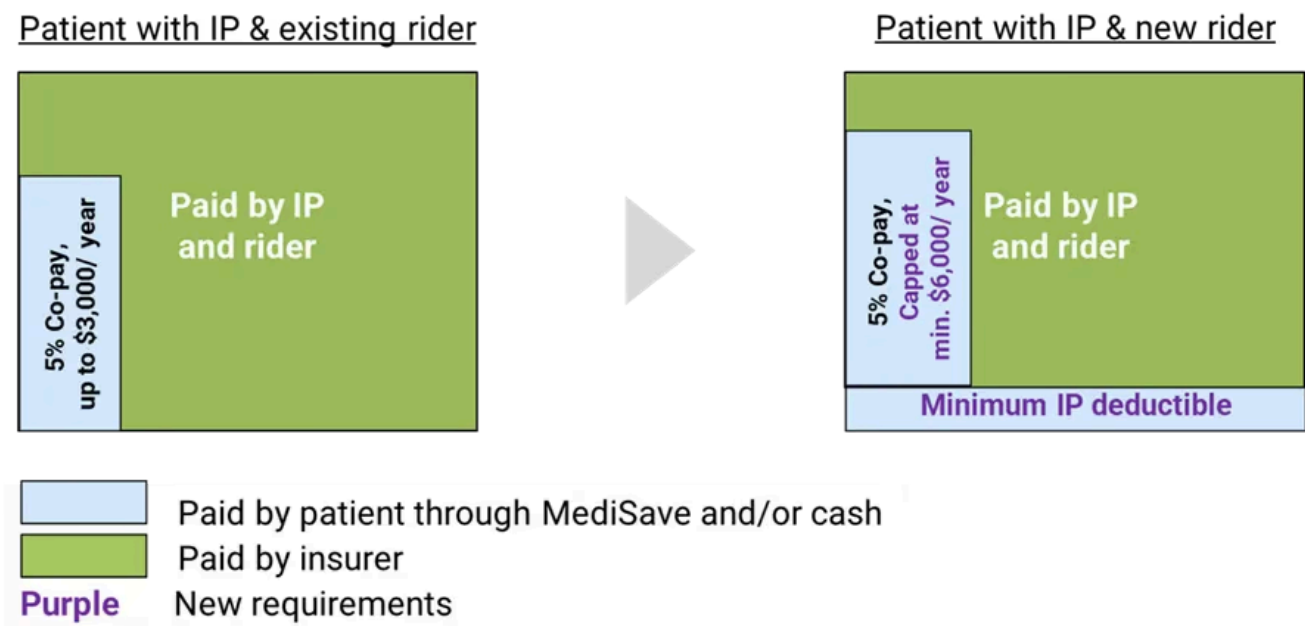 Patient with IP & existing rider
Patient with IP & new rider
Paid by IP
and rider
5% Co-pay,
up to $3,000/ year
Paid by IP
and rider
5% Co-pay,
Capped at
min. $6,000/ year
Minimum IP deductible
Paid by patient through MediSave and/or cash
Paid by insurer
Purple New requirements